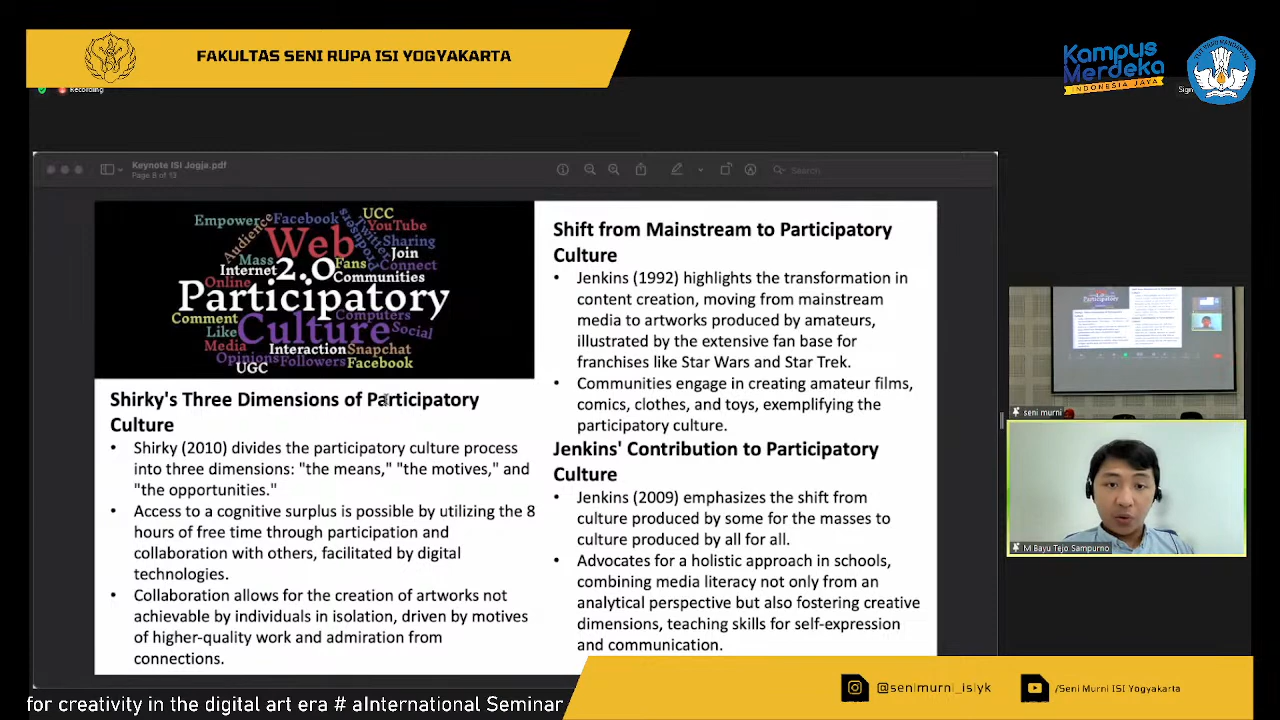 FAKULTAS SENI RUPA ISI YOGYAKARTA
Kampus
Merdeka
INDONESIA JAYA
Recording
Sign
Keynote ISI Jogja.pdf
Page 8 of 13
Search
Empower
Facebook
UCC
YouTube
Audience
Web
Twitter
Sharing
Join
Mass
2.0
Fans
Connect
Internet
Communities
Online
Participatory
Comment
Culture
Computers
Like
Media
Interaction
Snapchat
Opinions
Followers
Facebook
UGC
Shirky's Three Dimensions of Participatory
Culture
• Shirky (2010) divides the participatory culture process
into three dimensions: "the means," "the motives," and
"the opportunities."
• Access to a cognitive surplus is possible by utilizing the 8
hours of free time through participation and
collaboration with others, facilitated by digital
technologies.
• Collaboration allows for the creation of artworks not
achievable by individuals in isolation, driven by motives
of higher-quality work and admiration from
connections.
Shift from Mainstream to Participatory
Culture
• Jenkins (1992) highlights the transformation in
content creation, moving from mainstream
media to artwork produced by amateurs,
illustrated by the extensive fan base for
franchises like Star Wars and Star Trek.
• Communities engage in creating amateur films,
comics, clothes, and toys, exemplifying the
participatory culture.
Jenkins' Contribution to Participatory
Culture
• Jenkins (2009) emphasizes the shift from
culture produced by some for the masses to
culture produced by all for all.
• Advocates for a holistic approach in schools,
combining media literacy not only from an
analytical perspective but also fostering creative
dimensions, teaching skills for self-expression
and communication.
seni murni
M Bayu Tejo Sampurno
@senimurni_isiyk
/Seni Murni ISI Yogyakarta
for creativity in the digital art era # aInternational Seminar